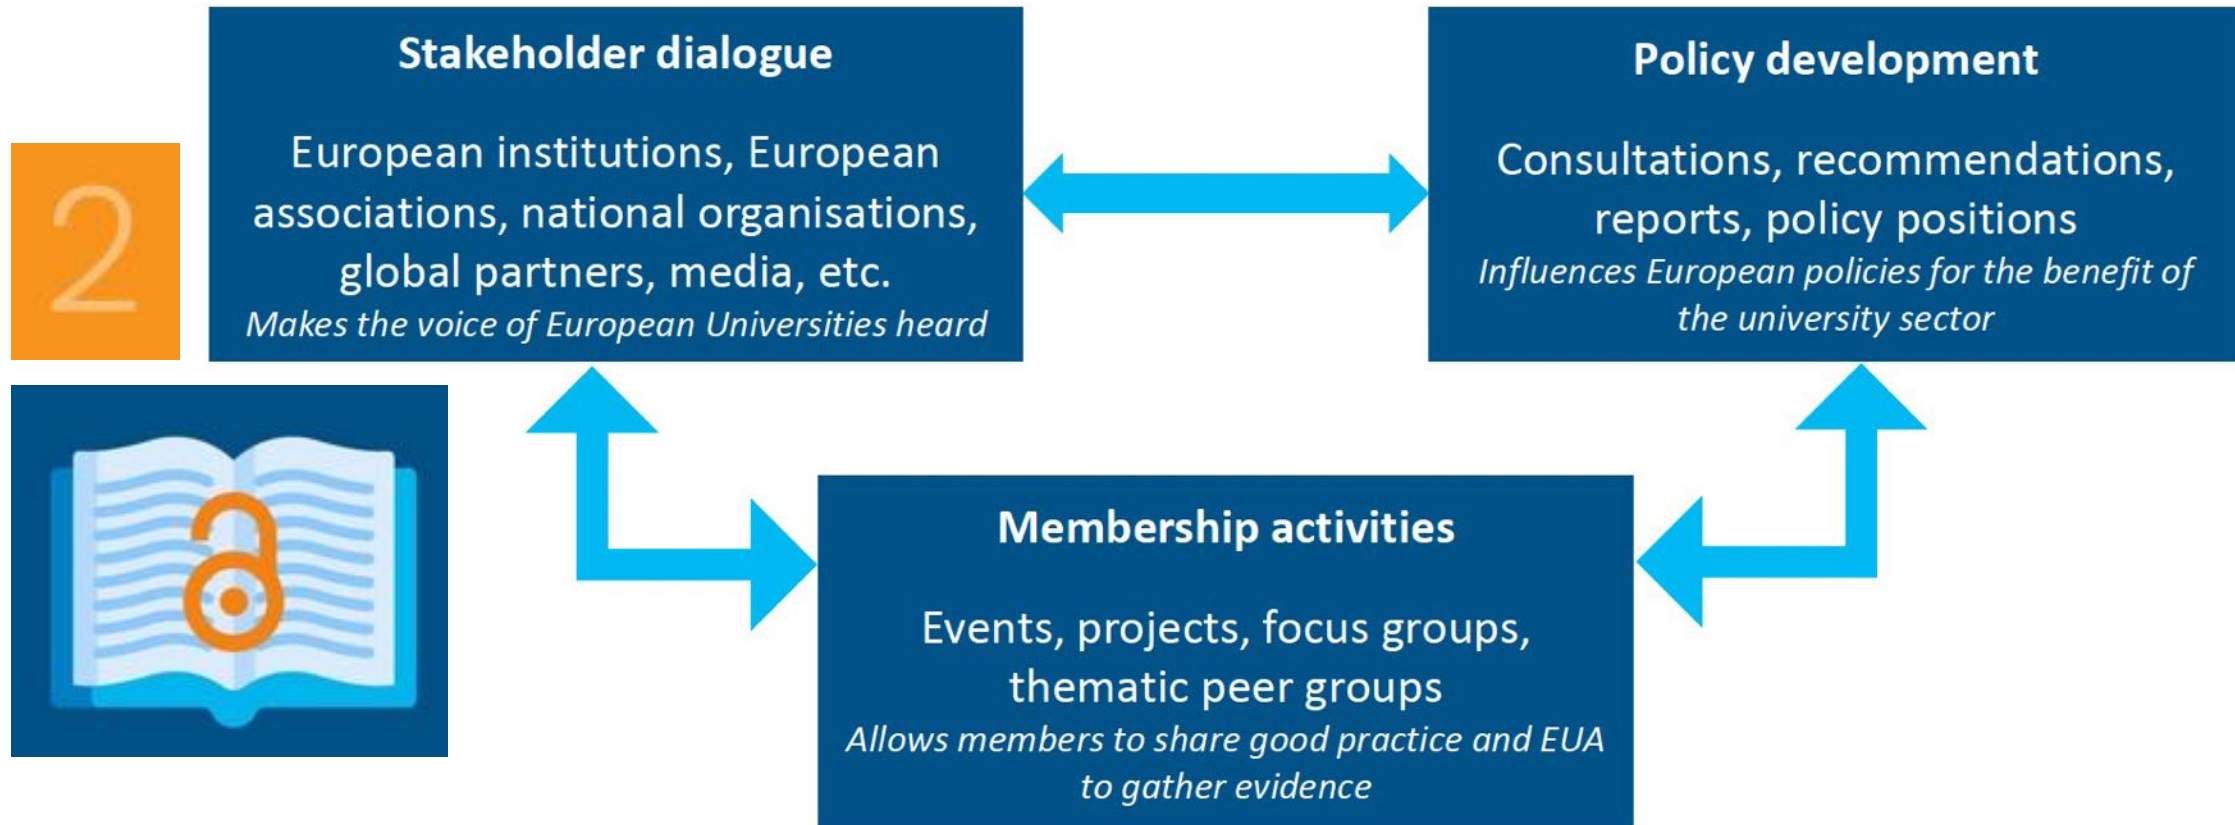 Stakeholder dialogue
European institutions, European
associations, national organisations,
global partners, media, etc.
Makes the voice of European Universities heard
Policy development
Consultations, recommendations,
reports, policy positions
Influences European policies for the benefit of
the university sector
2
Membership activities
Events, projects, focus groups,
thematic peer groups
Allows members to share good practice and EUA
to gather evidence